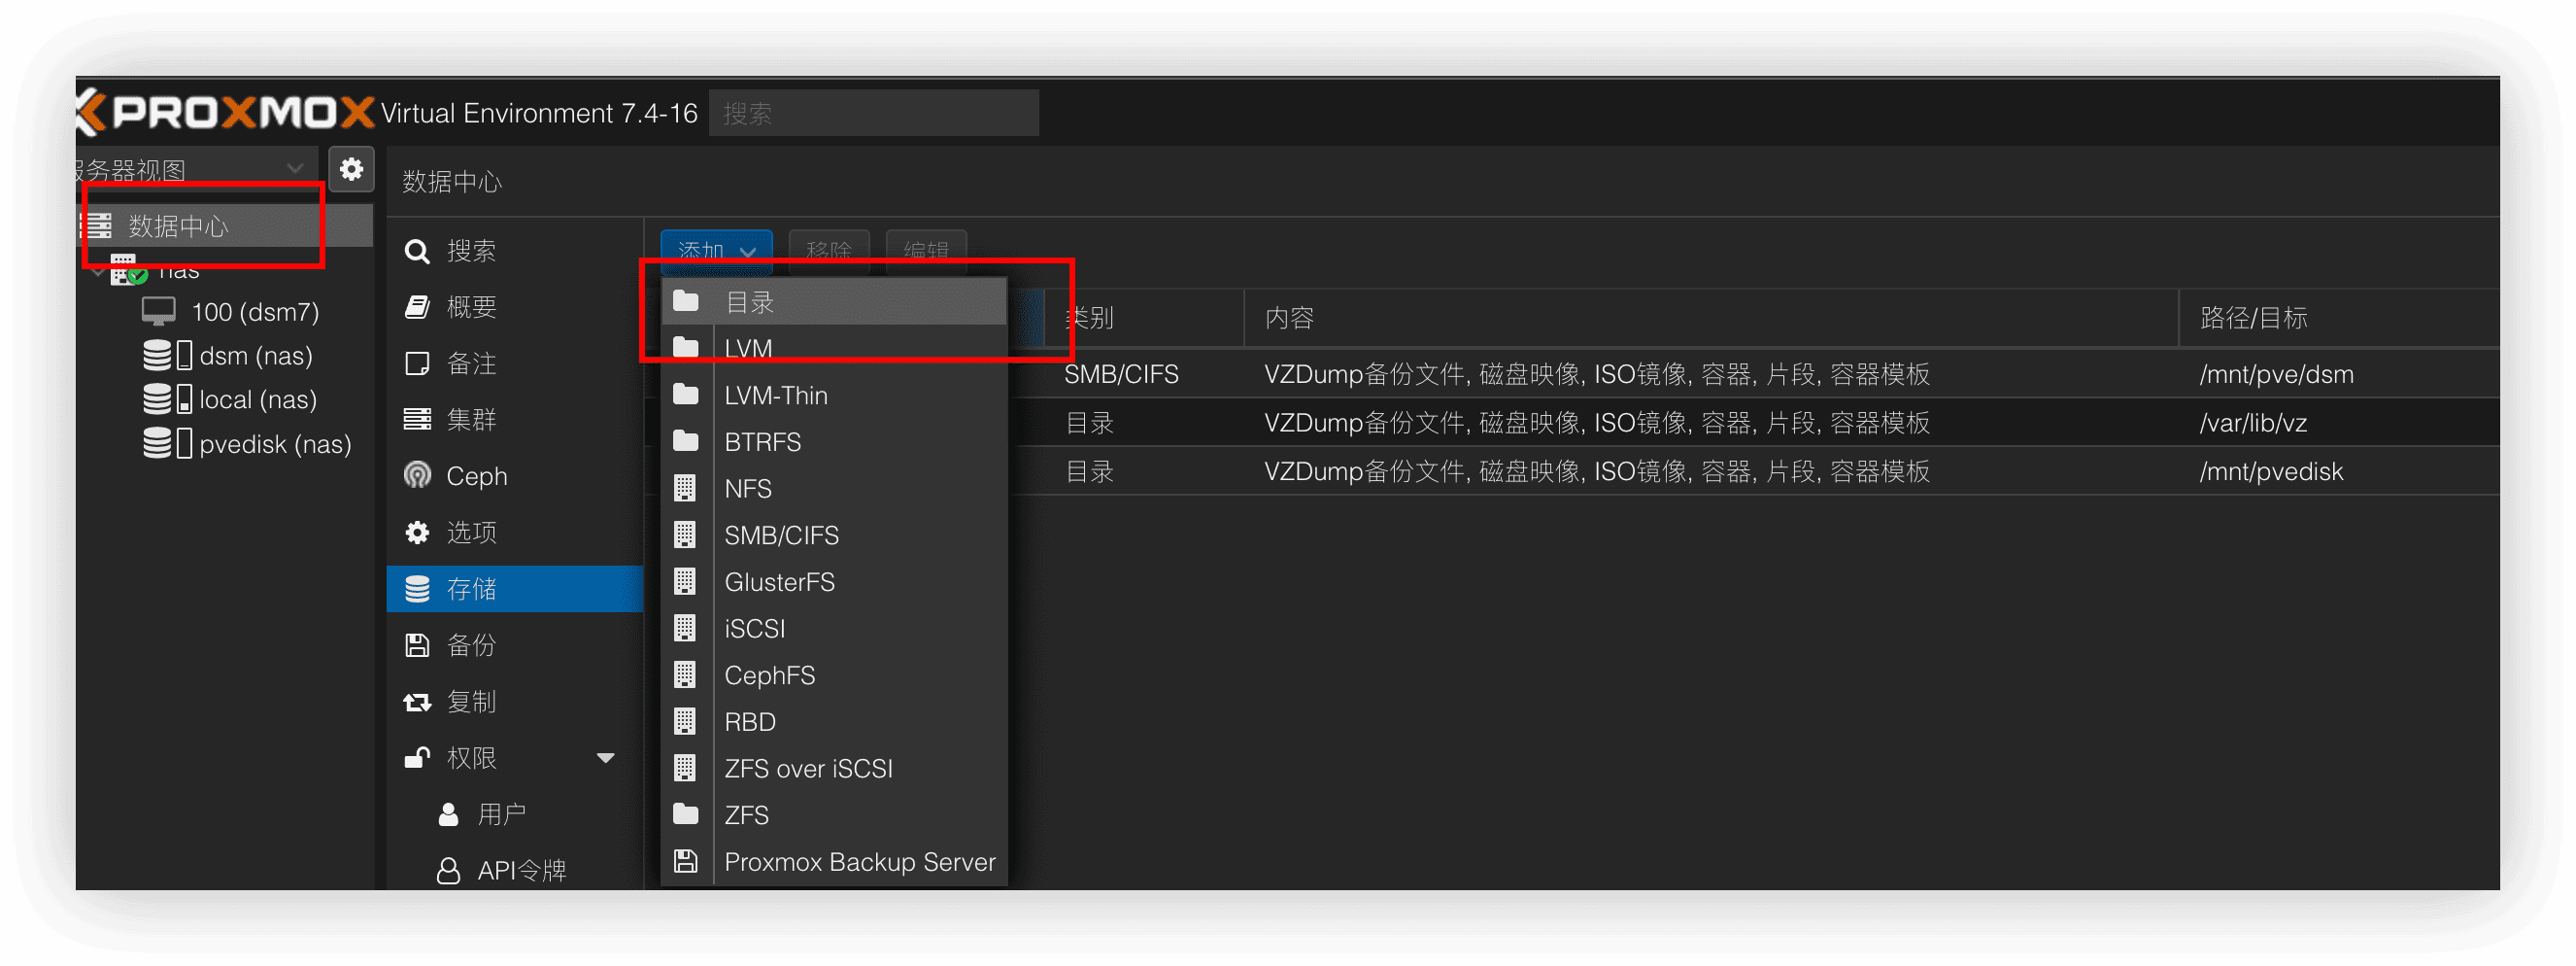 PROXMOX Virtual Environment 7.4-16 搜索
服务器视图
数据中心
nas
100 (dsm7)
dsm (nas)
local (nas)
pvedisk (nas)
数据中心
搜索
概要
备注
集群
Ceph
选项
存储
备份
复制
权限
用户
API令牌
添加 移除 编辑
目录
LVM
LVM-Thin
BTRFS
NFS
SMB/CIFS
GlusterFS
iSCSI
CephFS
RBD
ZFS over iSCSI
ZFS
Proxmox Backup Server
类别 内容 路径/目标
SMB/CIFS VZDump备份文件, 磁盘映像, ISO镜像, 容器, 片段, 容器模板 /mnt/pve/dsm
目录 VZDump备份文件, 磁盘映像, ISO镜像, 容器, 片段, 容器模板 /var/lib/vz
目录 VZDump备份文件, 磁盘映像, ISO镜像, 容器, 片段, 容器模板 /mnt/pvedisk